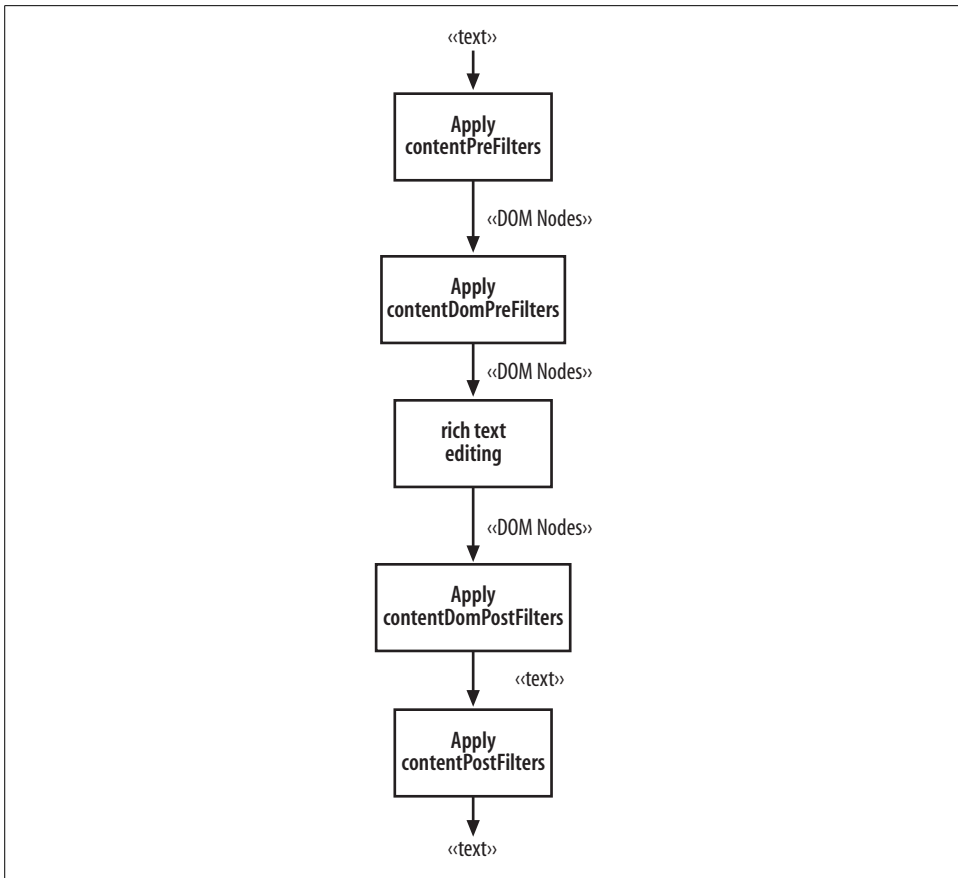 ‹‹text››
Apply
contentPreFilters
‹‹DOM Nodes››
Apply
contentDomPreFilters
‹‹DOM Nodes››
rich text
editing
‹‹DOM Nodes››
Apply
contentDomPostFilters
‹‹text››
Apply
contentPostFilters
‹‹text››